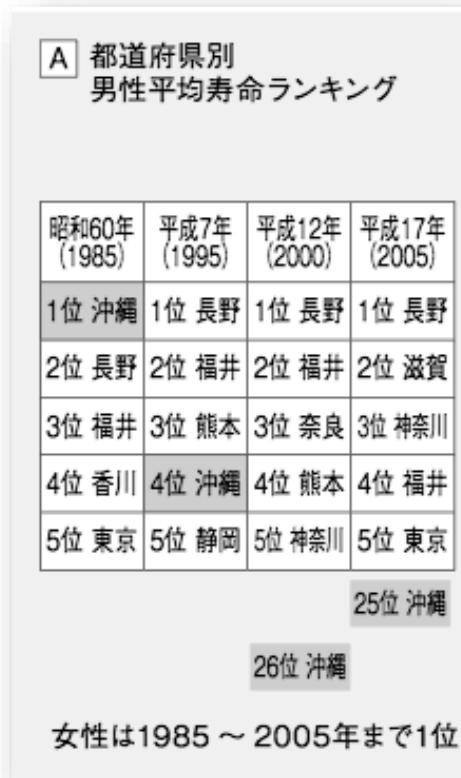 A 都道府県別
男性平均寿命ランキング
昭和60年 平成7年 平成12年 平成17年
(1985) (1995) (2000) (2005)
1位 沖縄 1位 長野 1位 長野 1位 長野
2位 長野 2位 福井 2位 福井 2位 滋賀
3位 福井 3位 熊本 3位 奈良 3位 神奈川
4位 香川 4位 沖縄 4位 熊本 4位 福井
5位 東京 5位 静岡 5位 神奈川 5位 東京
25位 沖縄
26位 沖縄
女性は1985 ~ 2005年まで1位